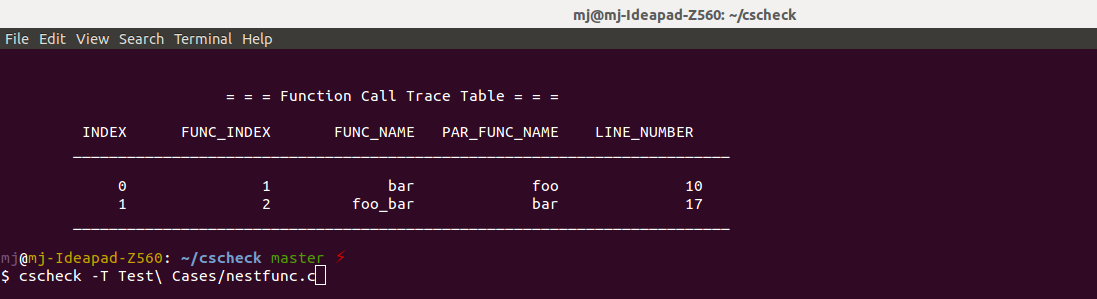 mj@mj-Ideapad-Z560: ~/cscheck
File Edit View Search Terminal Help
= = = Function Call Trace Table = = =
INDEX FUNC_INDEX FUNC_NAME PAR_FUNC_NAME LINE_NUMBER
0 1 bar foo 10
1 2 foo_bar bar 17
mj@mj-Ideapad-Z560: ~/cscheck master ⚡
$ cscheck -T Test\ Cases/nestfunc.c